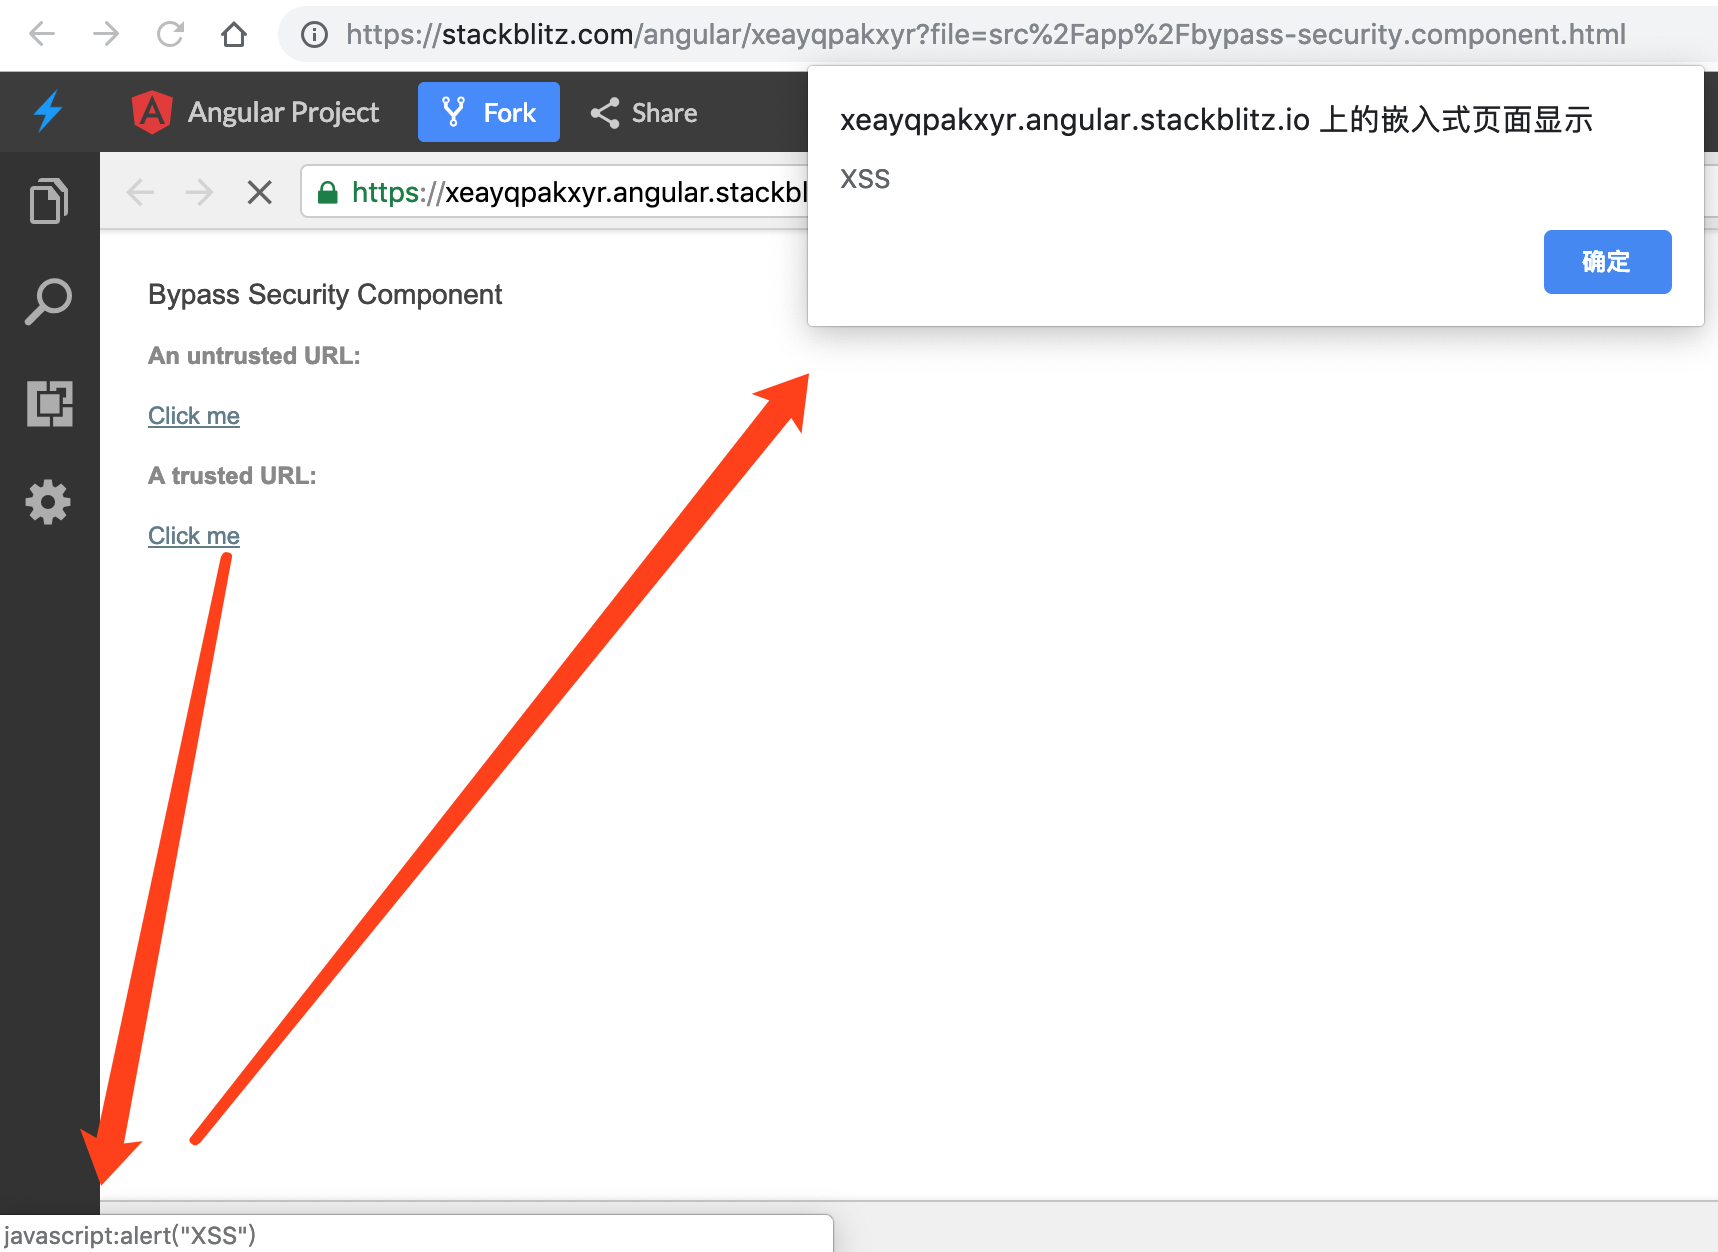 https://stackblitz.com/angular/xeayqpakxyr?file=src%2Fapp%2Fbypass-security.component.html
Angular Project
Fork
Share
xeayqpakxyr.angular.stackblitz.io 上的嵌入式页面显示
XSS
确定
https://xeayqpakxyr.angular.stackbl
Bypass Security Component
An untrusted URL:
Click me
A trusted URL:
Click me
javascript:alert("XSS")